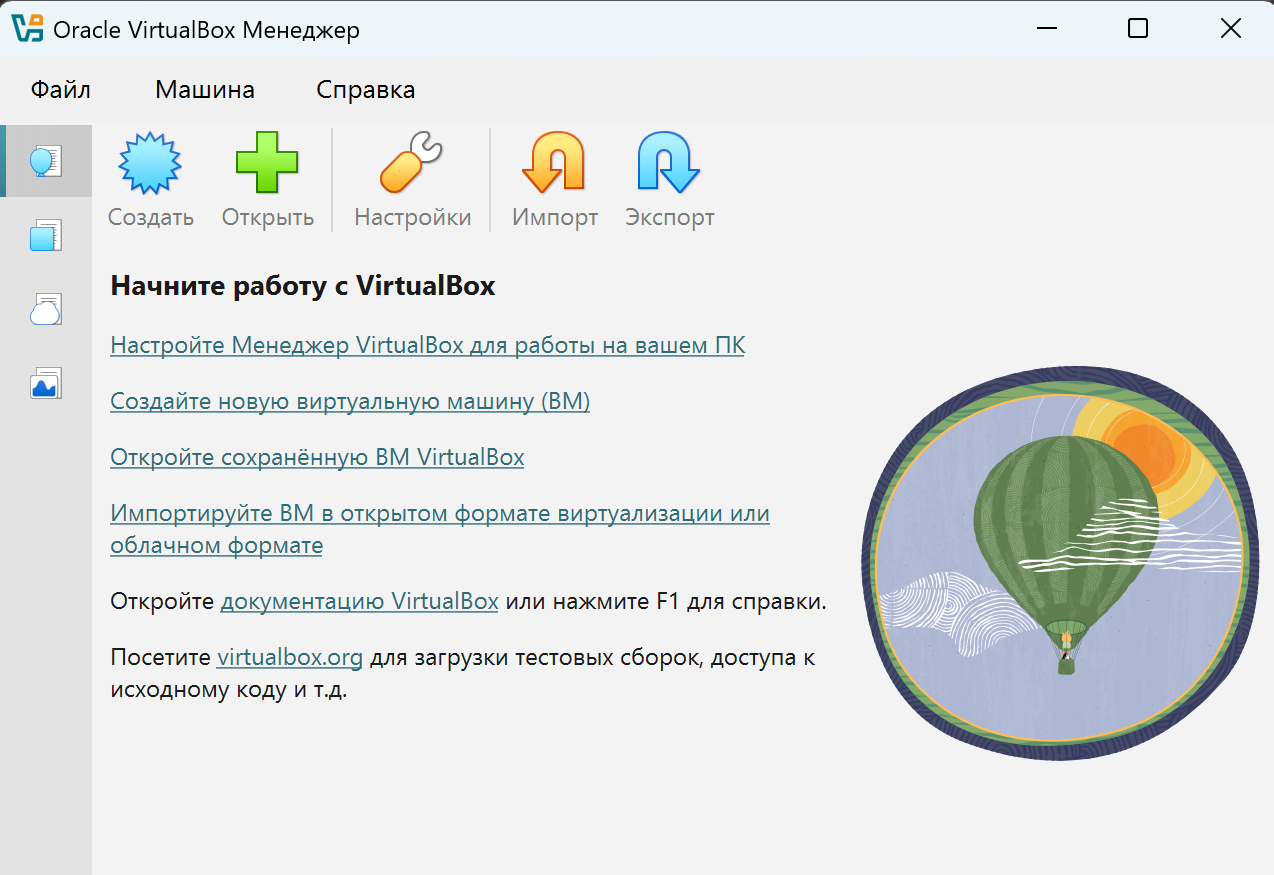 Oracle VirtualBox Менеджер
Файл Машина Справка
Создать Открыть Настройки Импорт Экспорт
Начните работу с VirtualBox
Настройте Менеджер VirtualBox для работы на вашем ПК
Создайте новую виртуальную машину (ВМ)
Откройте сохранённую ВМ VirtualBox
Импортируйте ВМ в открытом формате виртуализации или
облачном формате
Откройте документацию VirtualBox или нажмите F1 для справки.
Посетите virtualbox.org для загрузки тестовых сборок, доступа к
исходному коду и т.д.